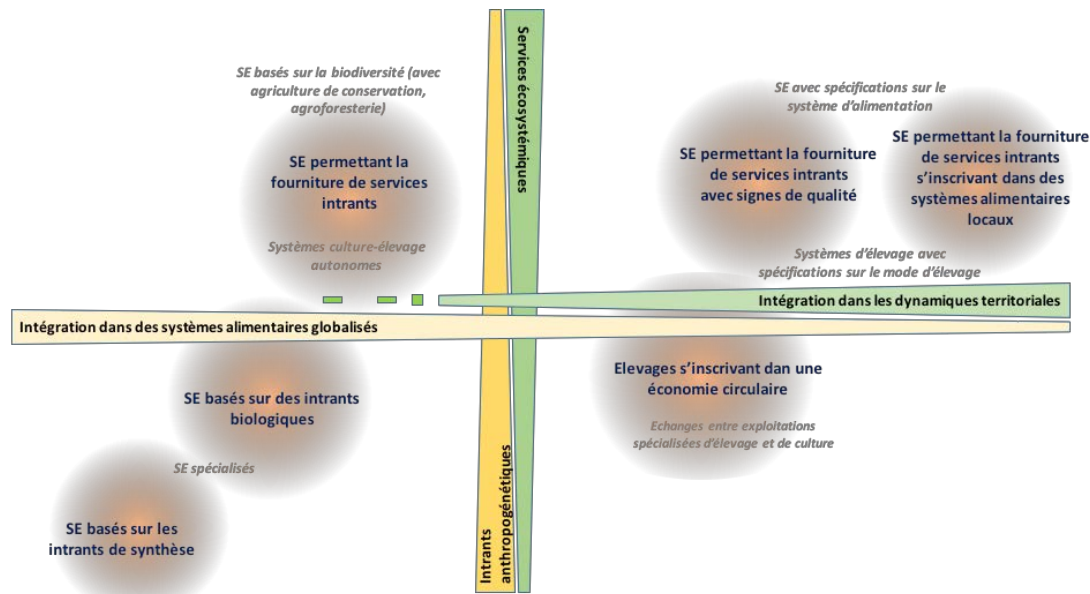 SE basés sur la biodiversité (avec
agriculture de conservation,
agroforesterie)
SE permettant la
fourniture de services
intrants
Systèmes culture-élevage
autonomes
Services écosystémiques
SE avec spécifications sur le
système d'alimentation
SE permettant la fourniture
de services intrants
avec signes de qualité
SE permettant la fourniture
de services intrants
s'inscrivant dans des
systèmes alimentaires
locaux
Systèmes d'élevage avec
spécifications sur le mode d'élevage
Intégration dans les dynamiques territoriales
Intégration dans des systèmes alimentaires globalisés
SE basés sur des intrants
biologiques
SE spécialisés
SE basés sur les
intrants de synthèse
Intrants
anthropogénétiques
Elevages s'inscrivant dan une
économie circulaire
Echanges entre exploitations
spécialisées d'élevage et de culture